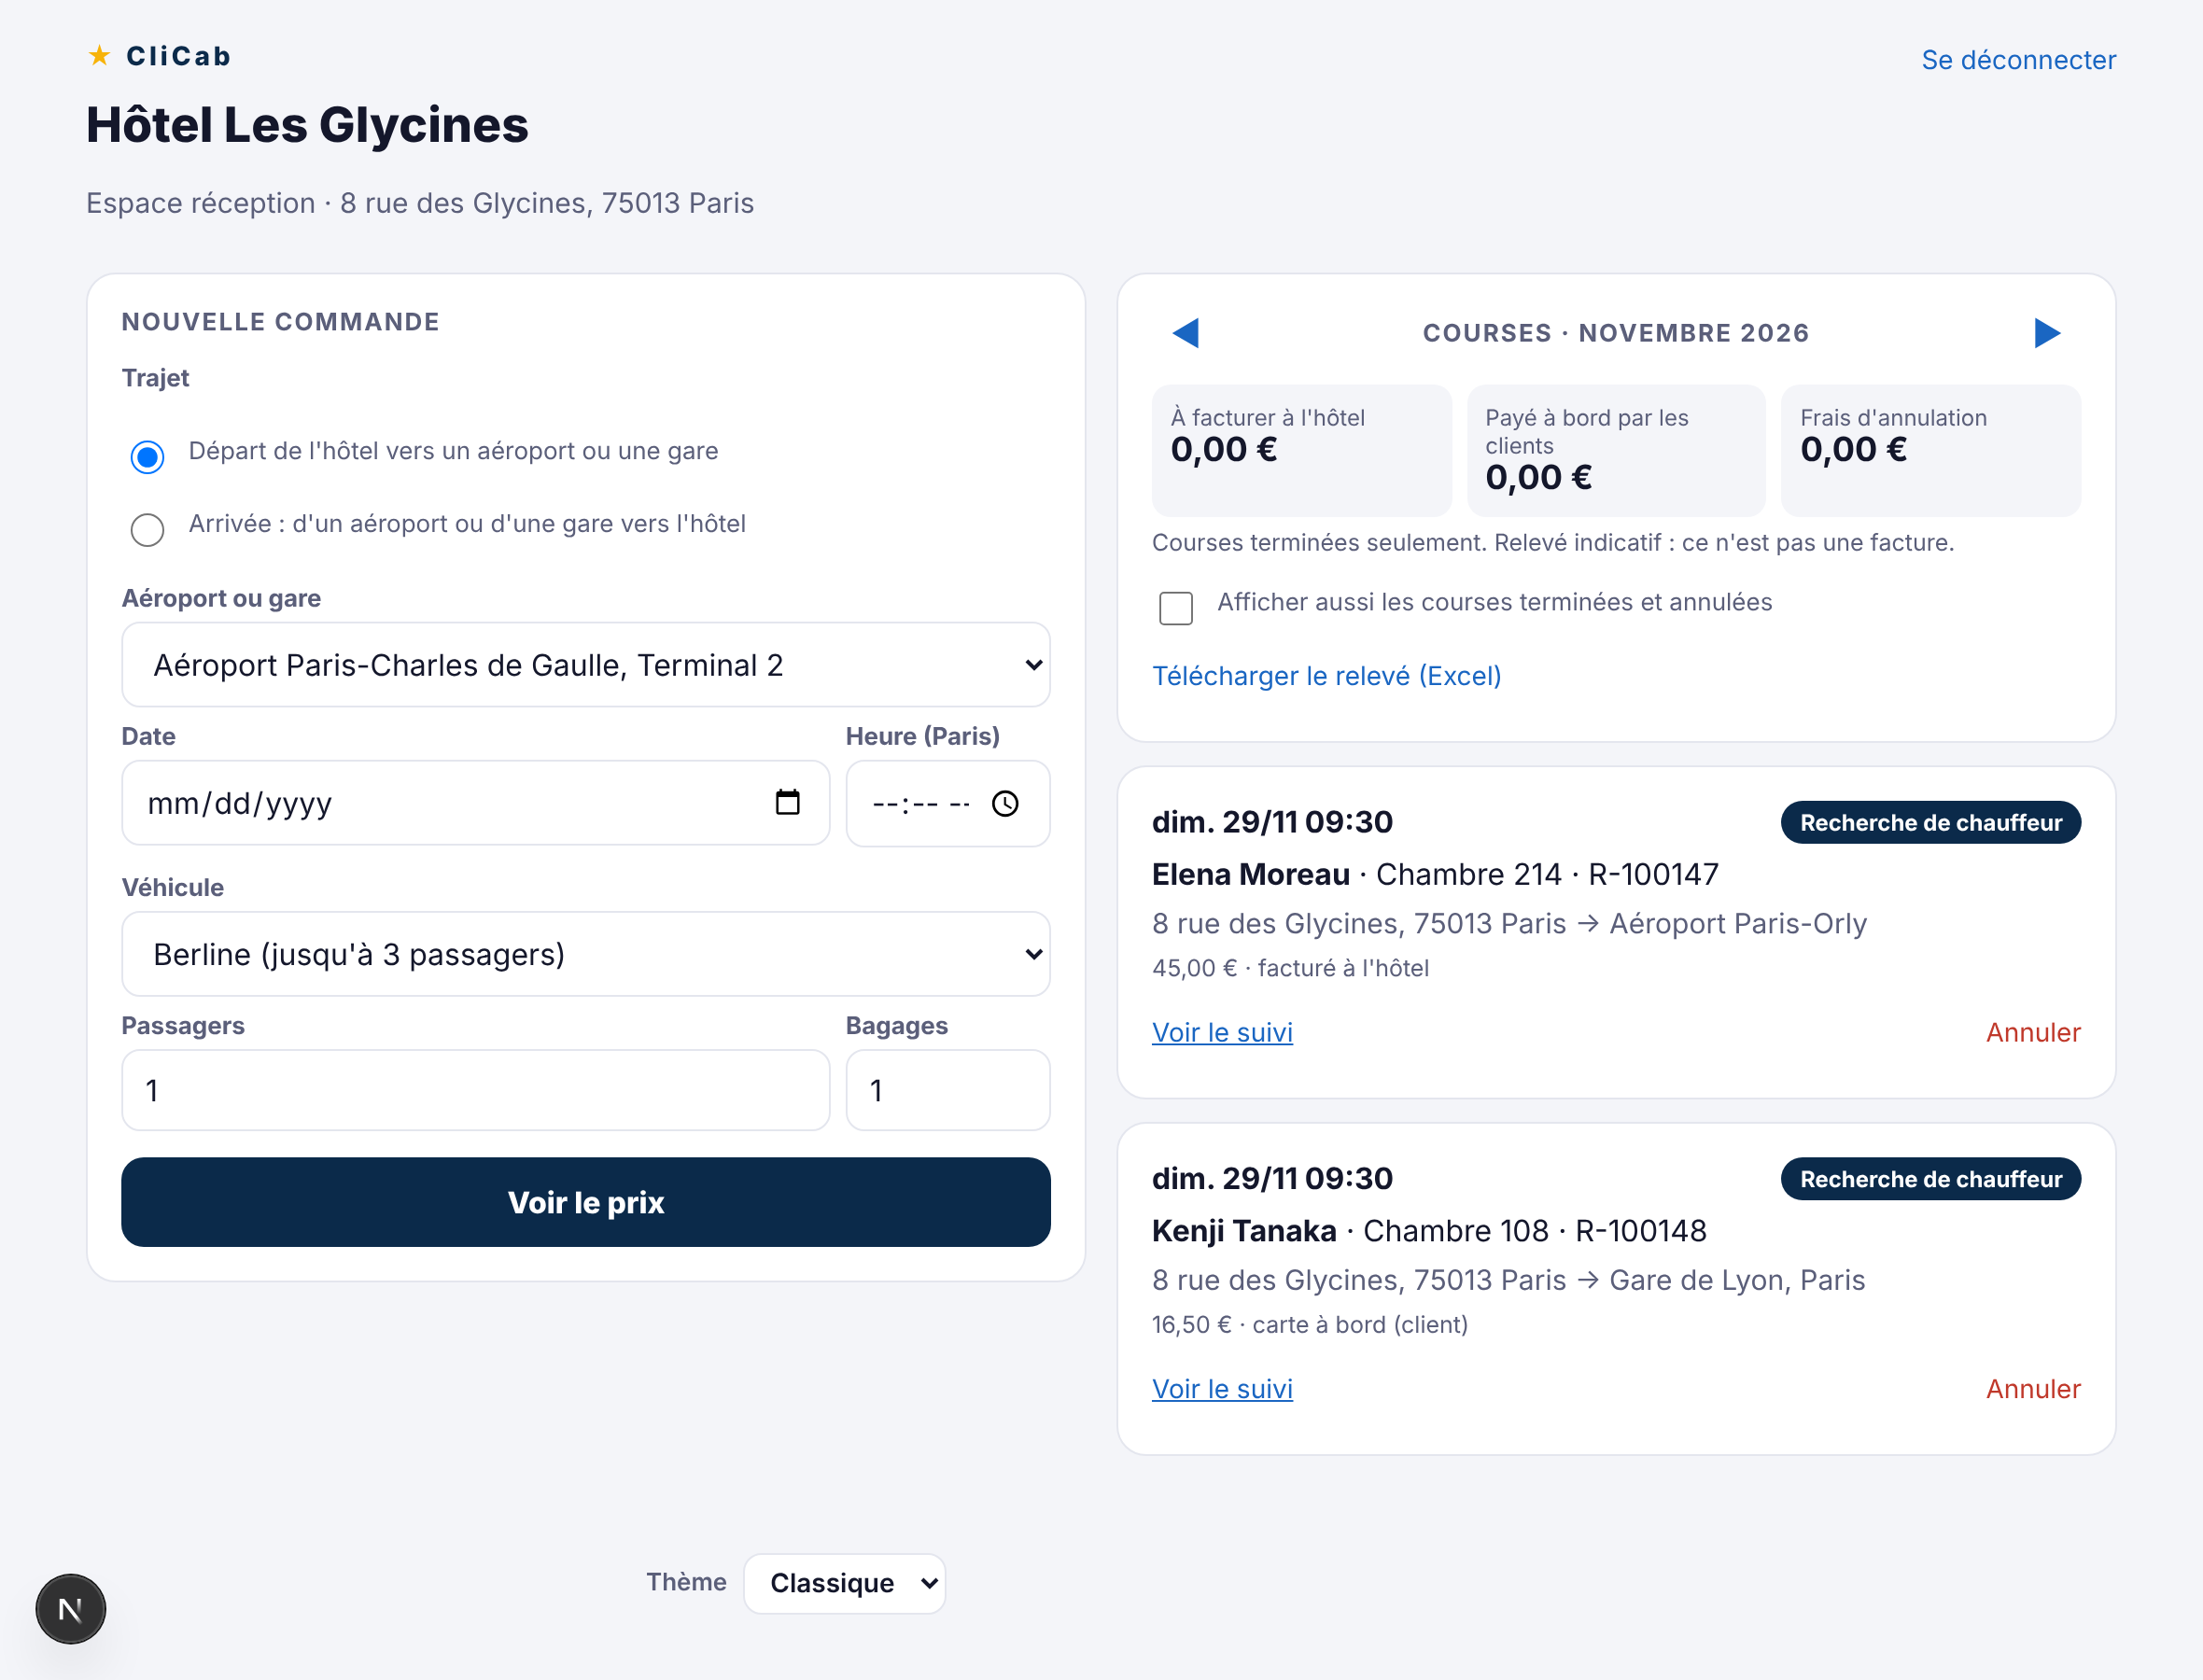 ★ CliCab
Se déconnecter
Hôtel Les Glycines
Espace réception · 8 rue des Glycines, 75013 Paris
NOUVELLE COMMANDE
Trajet
Départ de l'hôtel vers un aéroport ou une gare
Arrivée : d'un aéroport ou d'une gare vers l'hôtel
Aéroport ou gare
Aéroport Paris-Charles de Gaulle, Terminal 2
Date
Heure (Paris)
mm/dd/yyyy
--:-- --
Véhicule
Berline (jusqu'à 3 passagers)
Passagers
Bagages
1
1
Voir le prix
◀ COURSES · NOVEMBRE 2026 ▶
À facturer à l'hôtel
0,00 €
Payé à bord par les
clients
0,00 €
Frais d'annulation
0,00 €
Courses terminées seulement. Relevé indicatif : ce n'est pas une facture.
Afficher aussi les courses terminées et annulées
Télécharger le relevé (Excel)
dim. 29/11 09:30
Recherche de chauffeur
Elena Moreau · Chambre 214 · R-100147
8 rue des Glycines, 75013 Paris → Aéroport Paris-Orly
45,00 € · facturé à l'hôtel
Voir le suivi
Annuler
dim. 29/11 09:30
Recherche de chauffeur
Kenji Tanaka · Chambre 108 · R-100148
8 rue des Glycines, 75013 Paris → Gare de Lyon, Paris
16,50 € · carte à bord (client)
Voir le suivi
Annuler
Thème
Classique
N